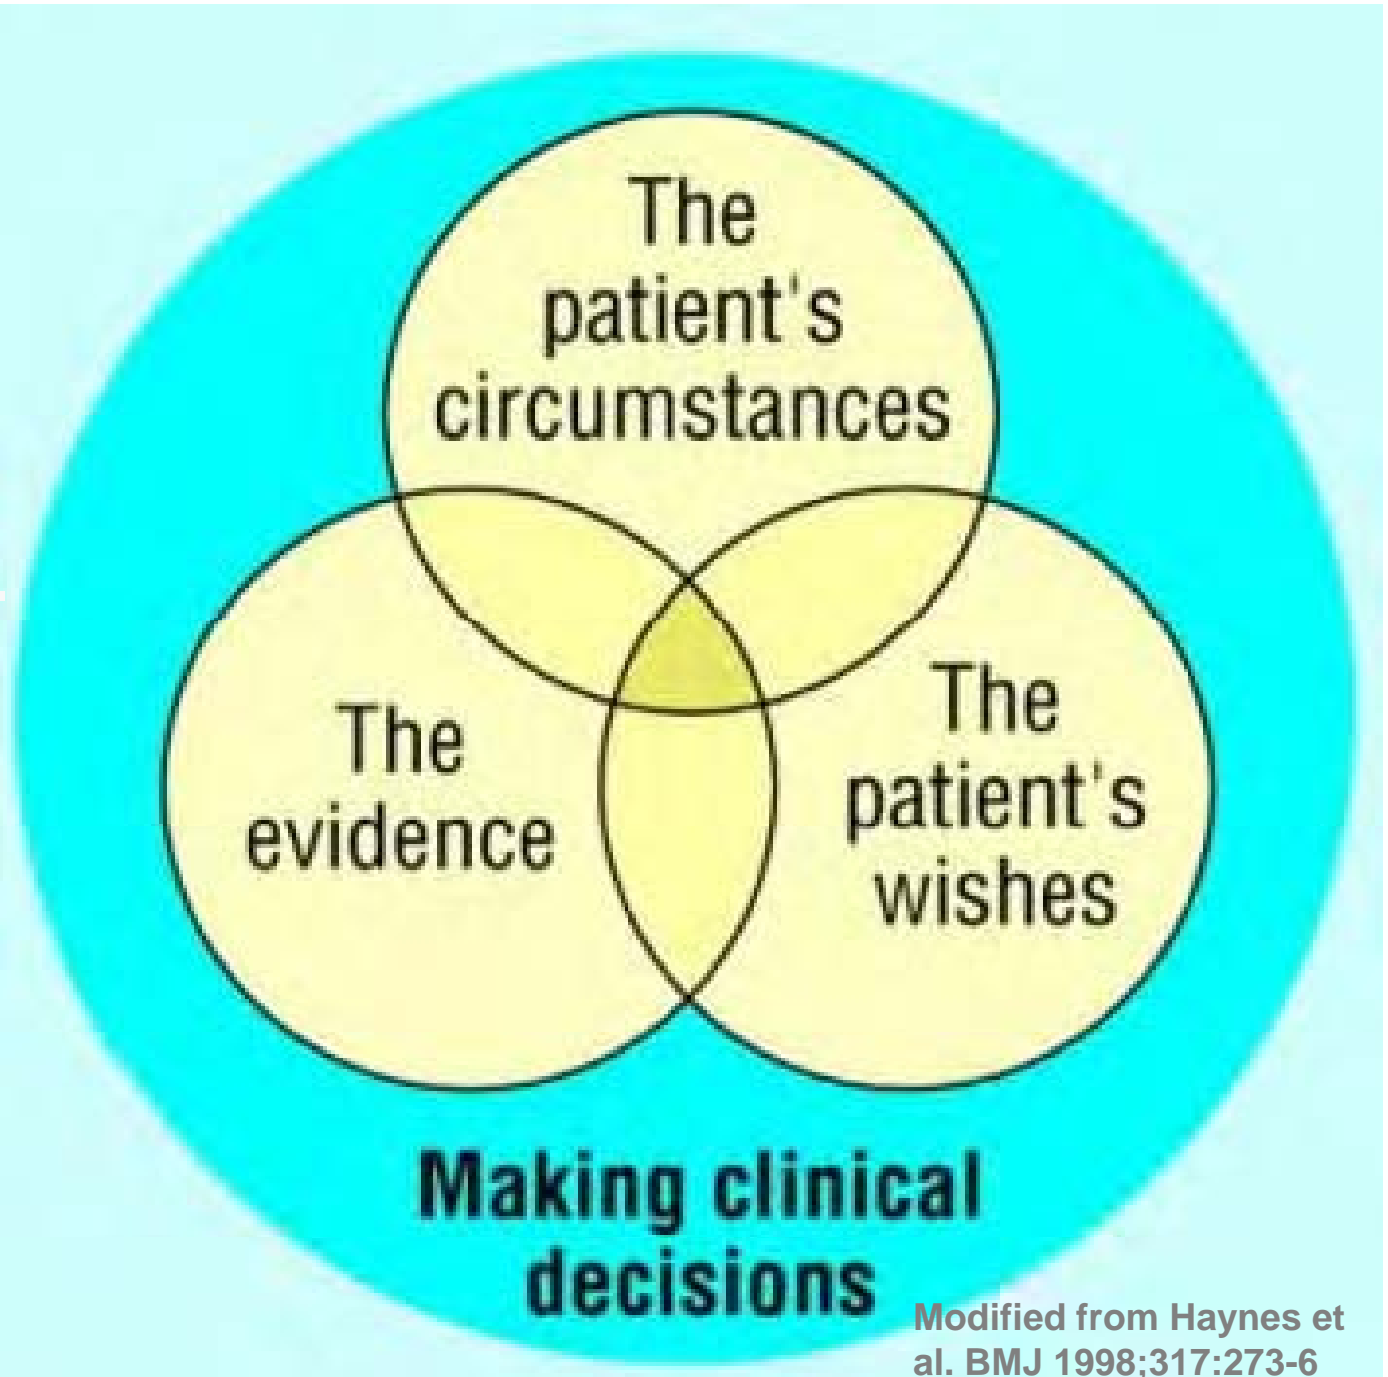 The
patient's
circumstances
The
evidence
The
patient's
wishes
Making clinical
decisions
Modified from Haynes et
al. BMJ 1998;317:273-6